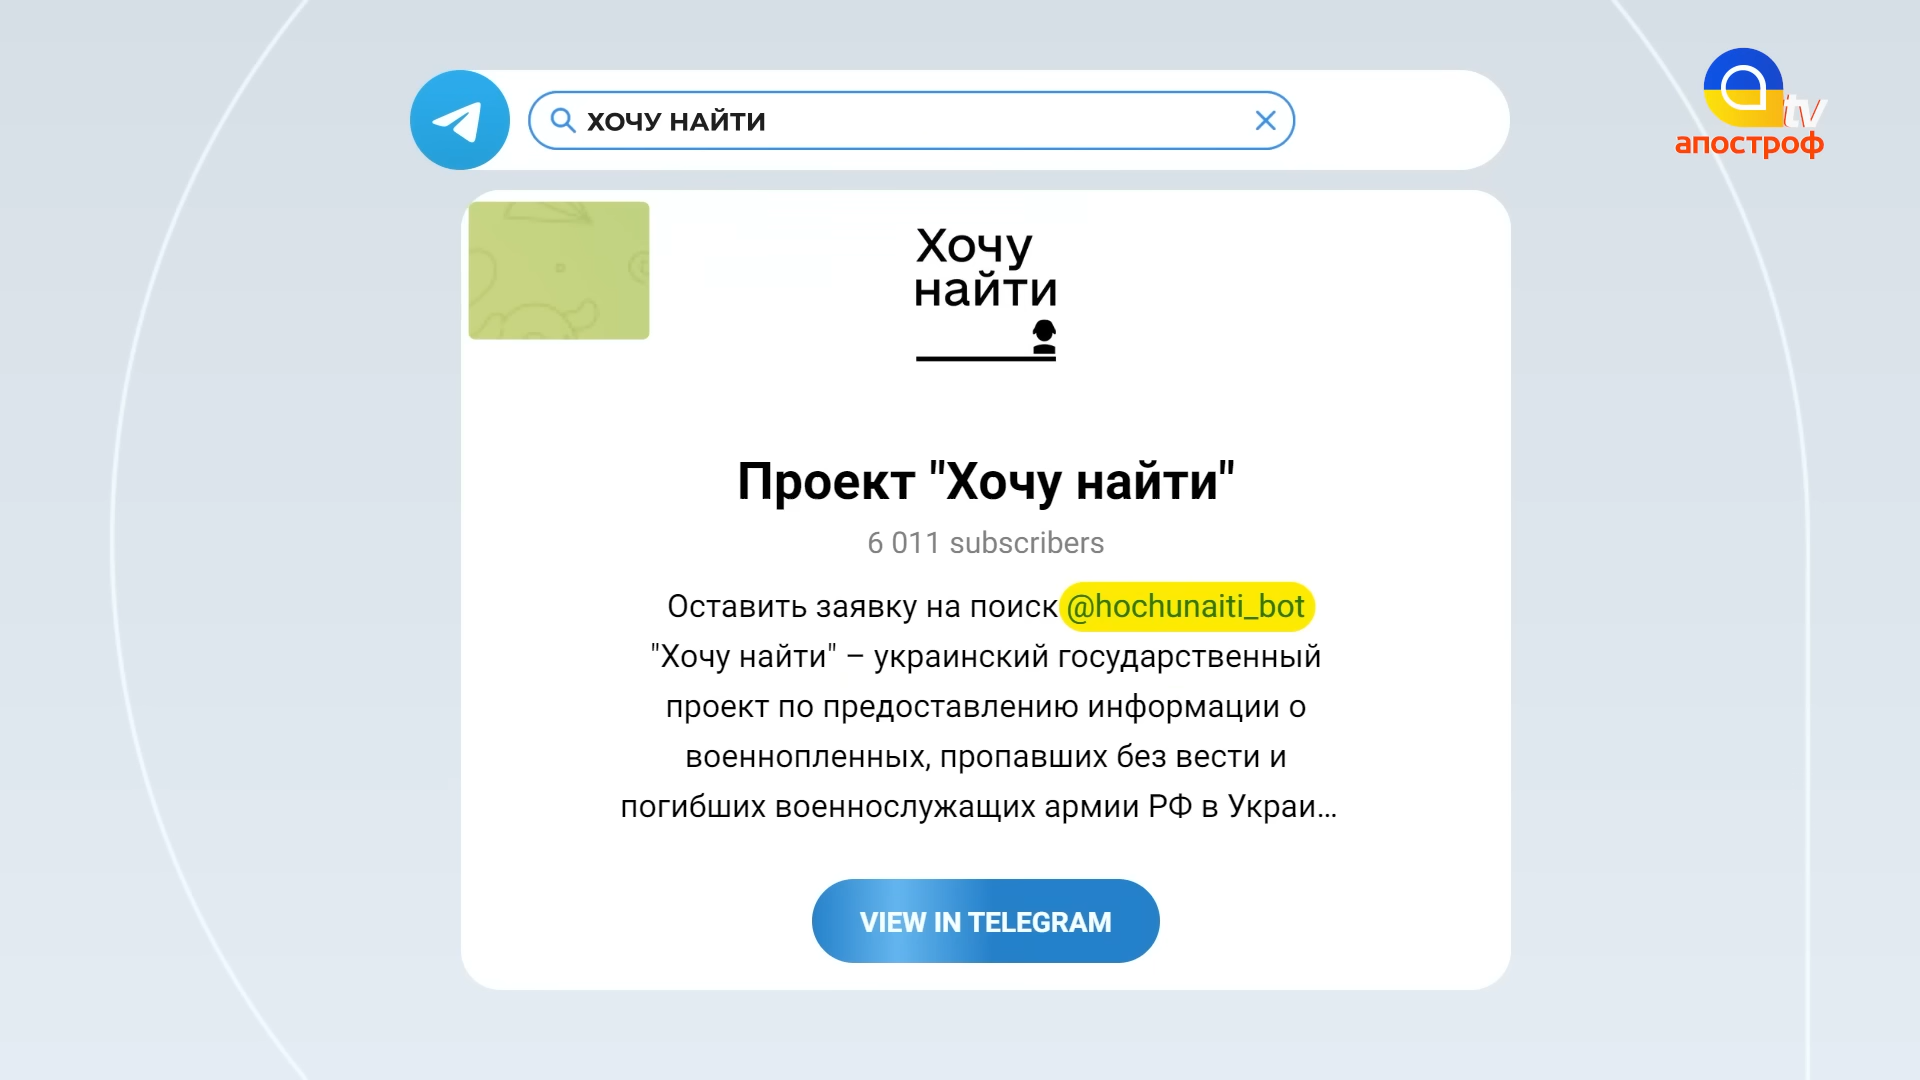 ХОЧУ НАЙТИ
tv
апостроф
Хочу
найти
Проект "Хочу найти"
6 011 subscribers
Оставить заявку на поиск @hochunaiti_bot
"Хочу найти" – украинский государственный
проект по предоставлению информации о
военнопленных, пропавших без вести и
погибших военнослужащих армии РФ в Украи...
VIEW IN TELEGRAM